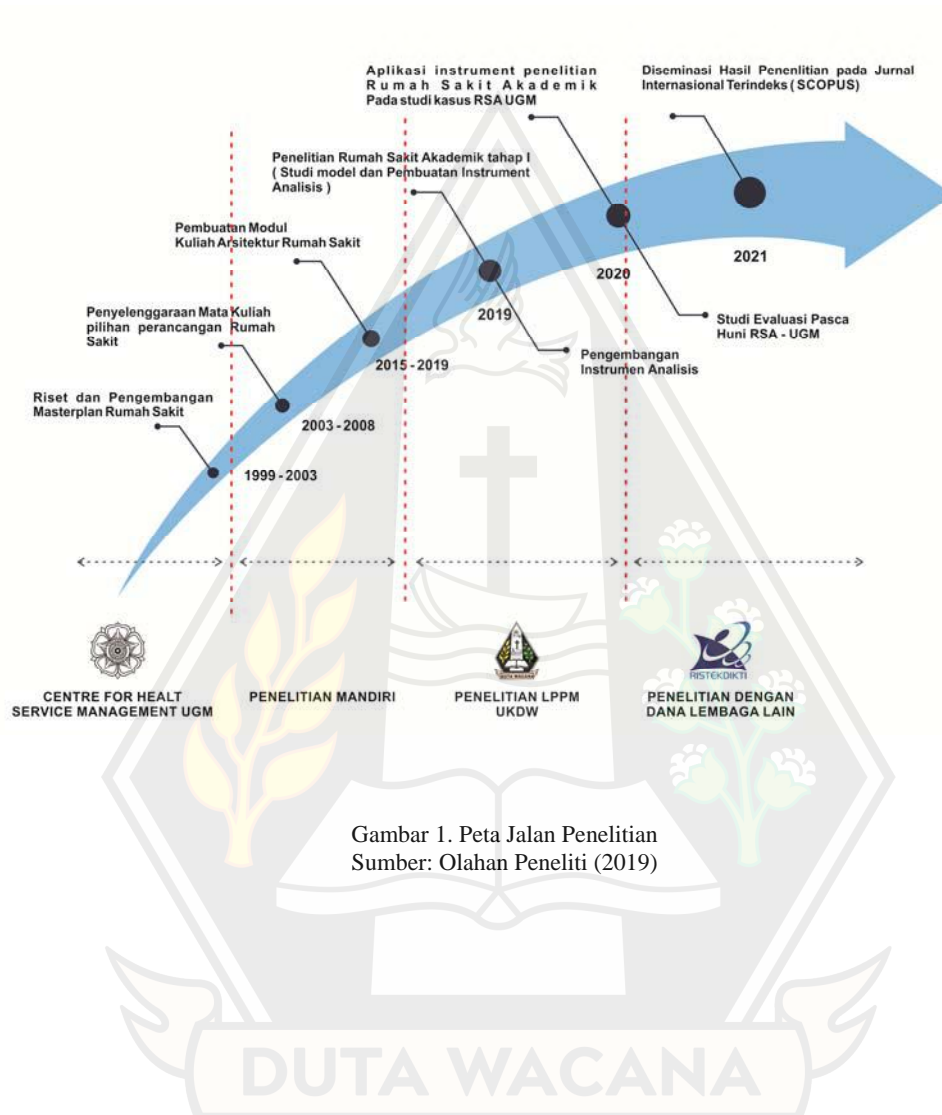 Aplikasi instrument penelitian
Rumah Sakit Akademik
Pada studi kasus RSA UGM
Diseminasi Hasil Penenlitian pada Jurnal
Internasional Terindeks ( SCOPUS)
Penelitian Rumah Sakit Akademik tahap I
( Studi model dan Pembuatan Instrument
Analisis )
Pembuatan Modul
Kuliah Arsitektur Rumah Sakit
Penyelenggaraan Mata Kuliah
pilihan perancangan Rumah
Sakit
Riset dan Pengembangan
Masterplan Rumah Sakit
1999 - 2003
2003 - 2008
2015 - 2019
2019
2020
2021
Pengembangan
Instrumen Analisis
Studi Evaluasi Pasca
Huni RSA - UGM
DUTA WACANA
RISTEKDIKTI
CENTRE FOR HEALT
SERVICE MANAGEMENT UGM
PENELITIAN MANDIRI
PENELITIAN LPPM
UKDW
PENELITIAN DENGAN
DANA LEMBAGA LAIN
Gambar 1. Peta Jalan Penelitian
Sumber: Olahan Peneliti (2019)
DUTA WACANA